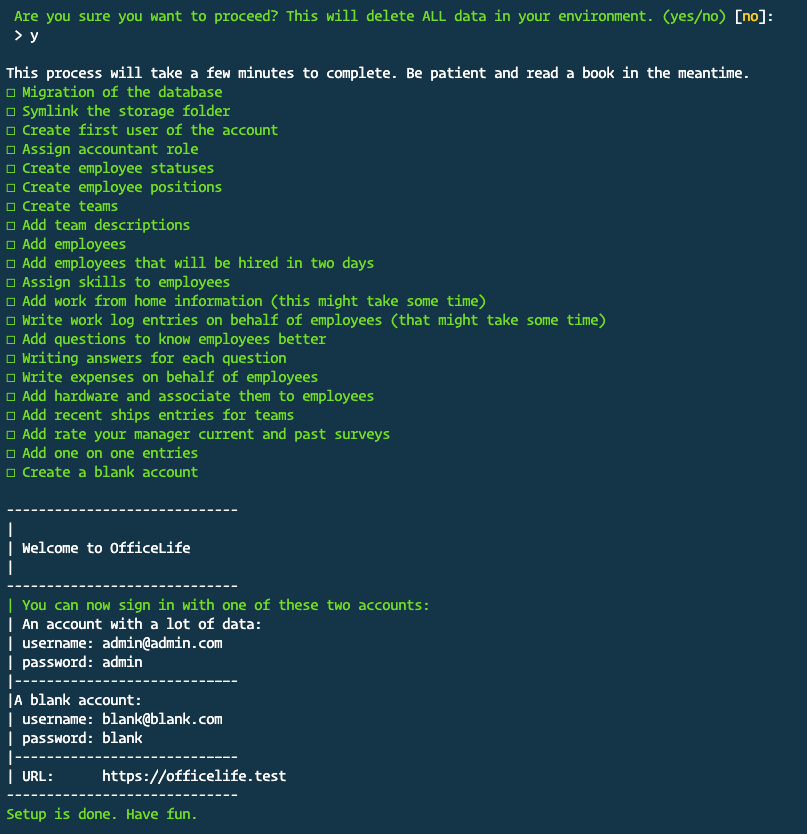 Are you sure you want to proceed? This will delete ALL data in your environment. (yes/no) [no]:
> y
This process will take a few minutes to complete. Be patient and read a book in the meantime.
□ Migration of the database
□ Symlink the storage folder
□ Create first user of the account
□ Assign accountant role
□ Create employee statuses
□ Create employee positions
□ Create teams
□ Add team descriptions
□ Add employees
□ Add employees that will be hired in two days
□ Assign skills to employees
□ Add work from home information (this might take some time)
□ Write work log entries on behalf of employees (that might take some time)
□ Add questions to know employees better
□ Writing answers for each question
□ Write expenses on behalf of employees
□ Add hardware and associate them to employees
□ Add recent ships entries for teams
□ Add rate your manager current and past surveys
□ Add one on one entries
□ Create a blank account
-----------------------------
|
| Welcome to OfficeLife
|
-----------------------------
| You can now sign in with one of these two accounts:
| An account with a lot of data:
| username: admin@admin.com
| password: admin
|----------------------------
|A blank account:
| username: blank@blank.com
| password: blank
|----------------------------
| URL:      https://officelife.test
-----------------------------
Setup is done. Have fun.